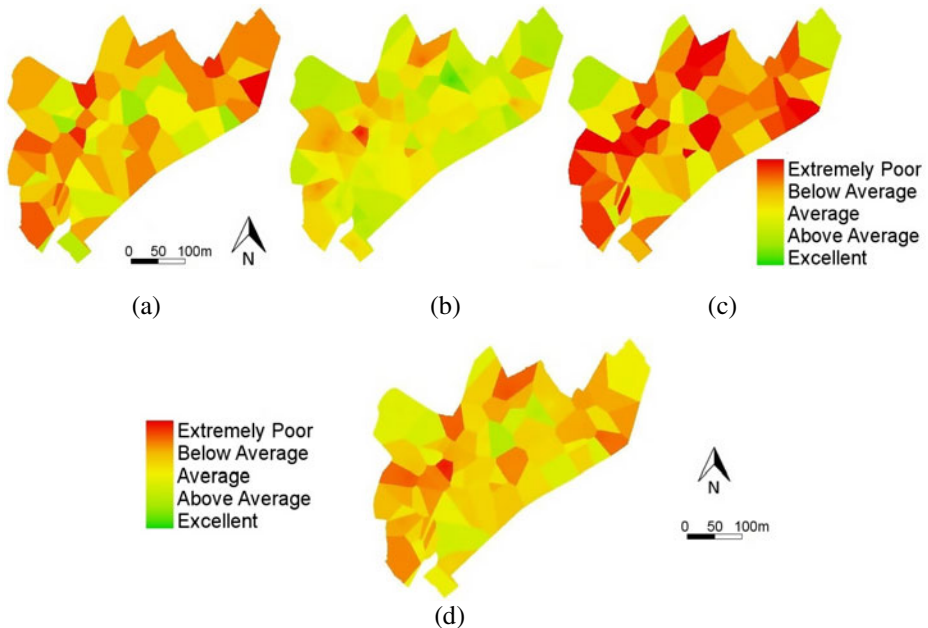 Extremely Poor
Below Average
Average
Above Average
Excellent
0 50 100m
N
(a)
(b)
(c)
Extremely Poor
Below Average
Average
Above Average
Excellent
N
0 50 100m
(d)